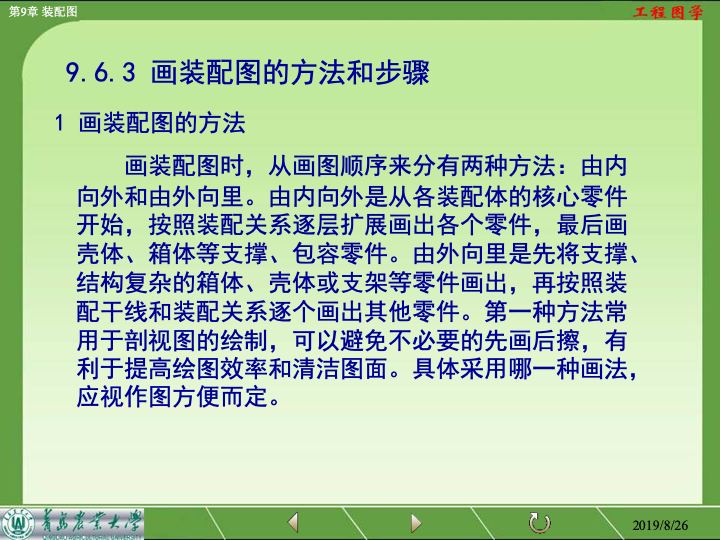 第9章 装配图
工程图学
9.6.3 画装配图的方法和步骤
1 画装配图的方法
画装配图时，从画图顺序来分有两种方法：由内
向外和由外向里。由内向外是从各装配体的核心零件
开始，按照装配关系逐层扩展画出各个零件，最后画
壳体、箱体等支撑、包容零件。由外向里是先将支撑、
结构复杂的箱体、壳体或支架等零件画出，再按照装
配干线和装配关系逐个画出其他零件。第一种方法常
用于剖视图的绘制，可以避免不必要的先画后擦，有
利于提高绘图效率和清洁图面。具体采用哪一种画法，
应视作图方便而定。
青岛农业大学
2019/8/26